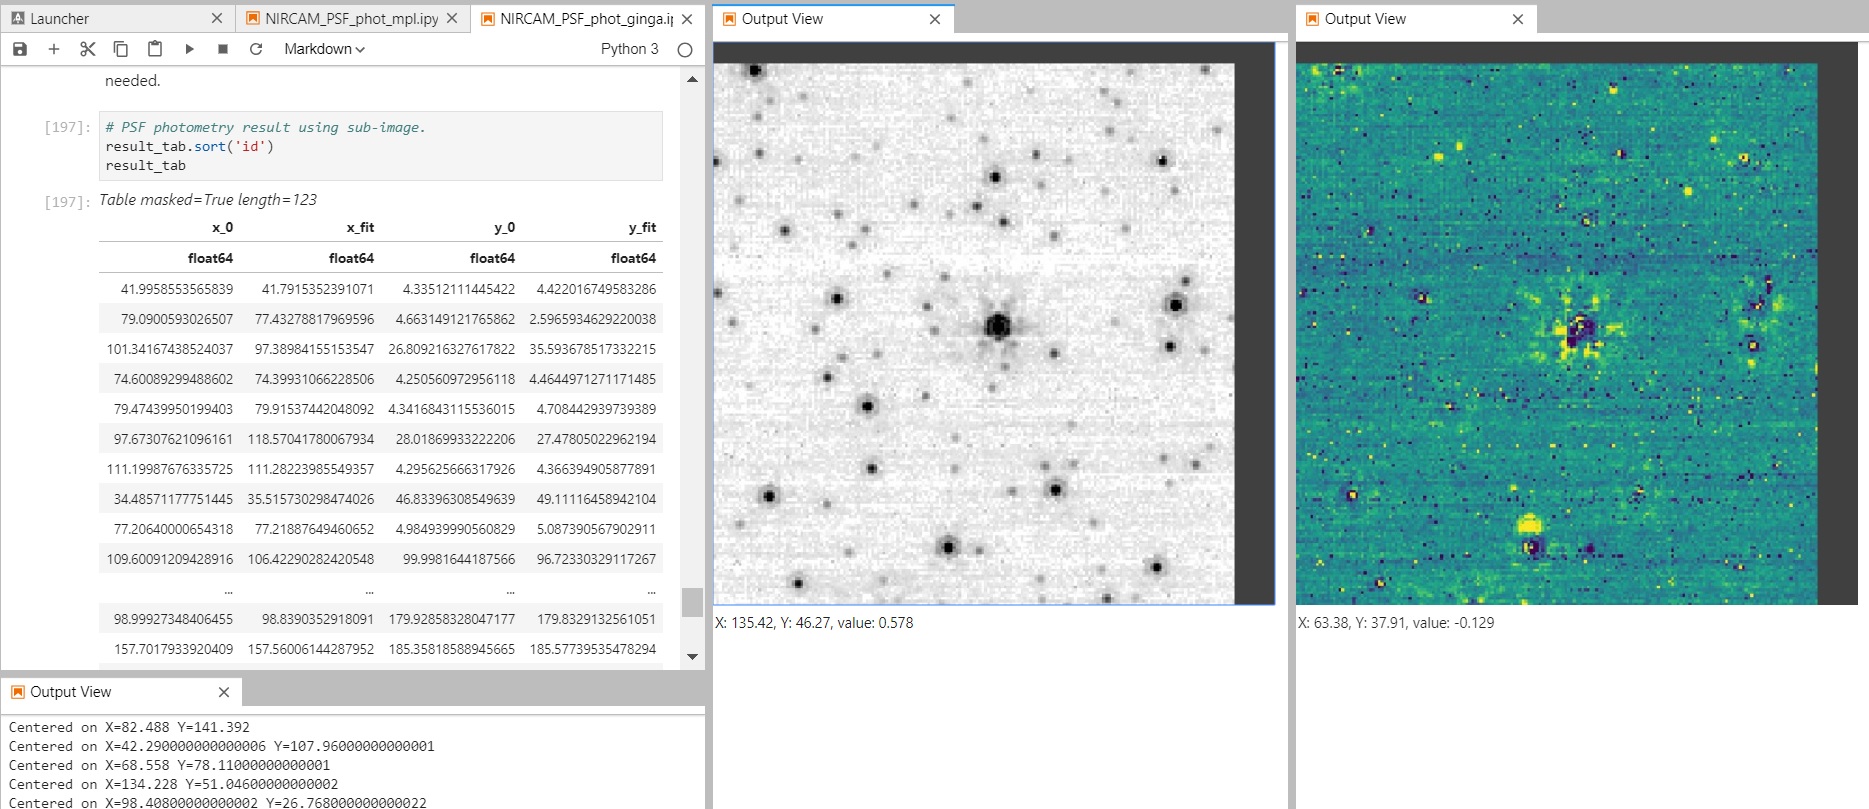 Launcher
NIRCAM_PSF_phot_mpl.ipy
NIRCAM_PSF_phot_ginga.ip
Markdown
Python 3
needed.
[197]: # PSF photometry result using sub-image.
result_tab.sort('id')
result_tab
[197]: Table masked=True length=123
x_0 x_fit y_0 y_fit
float64 float64 float64 float64
41.9958553565839 41.7915352391071 4.33512111445422 4.422016749583286
79.0900593026507 77.43278817969596 4.663149121765862 2.5965934629220038
101.34167438524037 97.38984155153547 26.809216327617822 35.593678517332215
74.60089299488602 74.39931066228506 4.250560972956118 4.4644971271171485
79.47439950199403 79.91537442048092 4.3416843115536015 4.708442939739389
97.67307621096161 118.57041780067934 28.01869933222206 27.47805022962194
111.19987676335725 111.28223985549357 4.295625666317926 4.366394905877891
34.48571177751445 35.515730298474026 46.83396308549639 49.11116458942104
77.20640000654318 77.21887649460652 4.984939990560829 5.087390567902911
109.60091209428916 106.42290282420548 99.9981644187566 96.72330329117267
... ... ... ...
98.99927348406455 98.8390352918091 179.92858328047177 179.8329132561051
157.7017933920409 157.56006144287952 185.35818588945665 185.57739535478294
Output View
Centered on X=82.488 Y=141.392
Centered on X=42.290000000000006 Y=107.96000000000001
Centered on X=68.558 Y=78.11000000000001
Centered on X=134.228 Y=51.04600000000002
Centered on X=98.40800000000002 Y=26.768000000000022
Output View
X: 135.42, Y: 46.27, value: 0.578
Output View
X: 63.38, Y: 37.91, value: -0.129